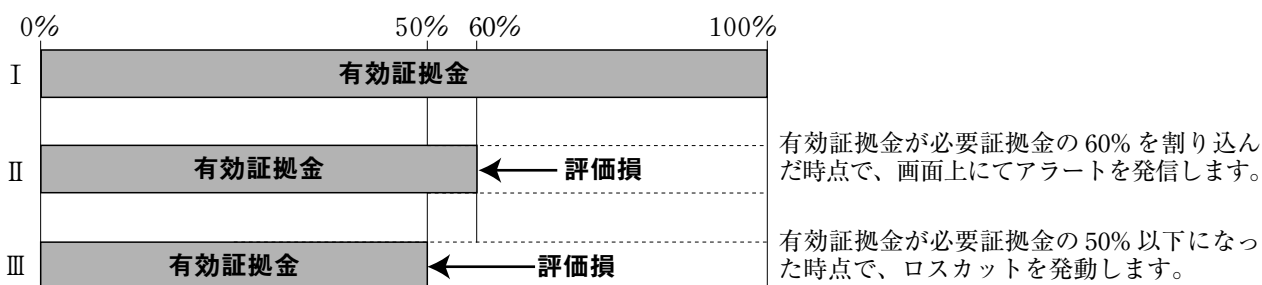 0% 50% 60% 100%
Ⅰ 有効証拠金
Ⅱ 有効証拠金 評価損
有効証拠金が必要証拠金の 60% を割り込ん
だ時点で、画面上にてアラートを発信します。
Ⅲ 有効証拠金 評価損
有効証拠金が必要証拠金の 50% 以下になっ
た時点で、ロスカットを発動します。